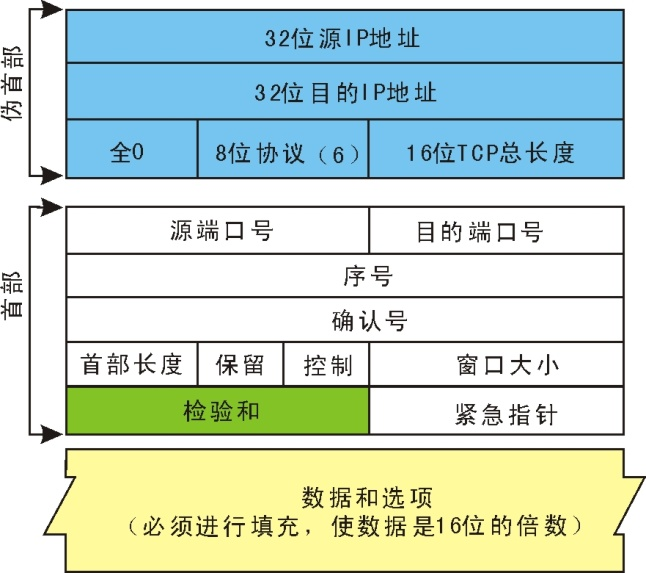 伪首部
32位源IP地址
32位目的IP地址
全0 8位协议（6） 16位TCP总长度
首部
源端口号 目的端口号
序号
确认号
首部长度 保留 控制 窗口大小
检验和 紧急指针
数据和选项
（必须进行填充，使数据是16位的倍数）